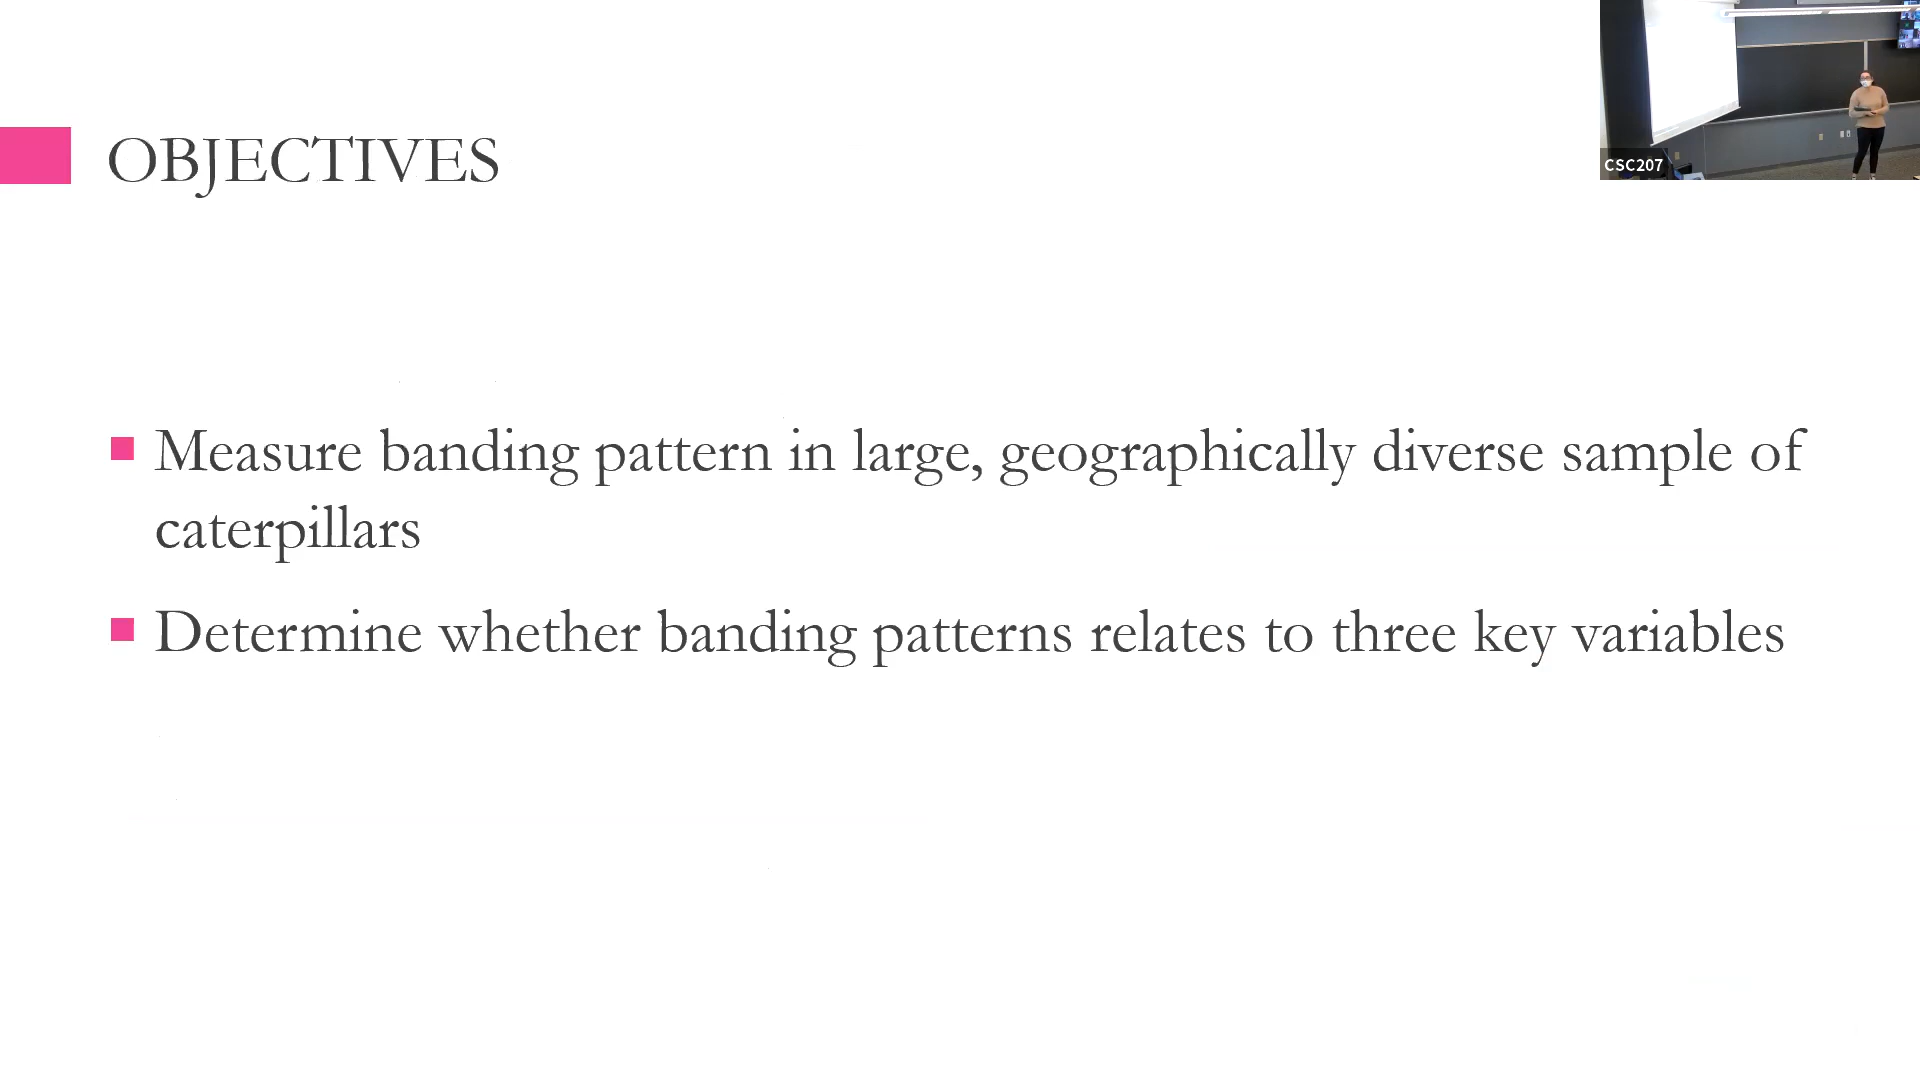 CSC207
OBJECTIVES
Measure banding pattern in large, geographically diverse sample of
caterpillars
Determine whether banding patterns relates to three key variables